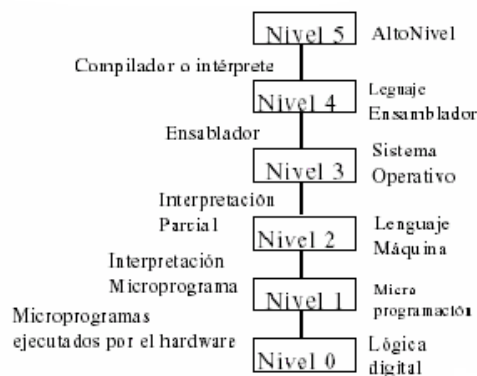 Nivel 5 AltoNivel
Compilador o intérprete
Nivel 4 Leguaje
Ensamblador
Ensablador
Nivel 3 Sistema
Operativo
Interpretación
Parcial
Nivel 2 Lenguaje
Máquina
Interpretación
Microprograma
Nivel 1 Micro
programación
Microprogramas
ejecutados por el hardware
Nivel 0 Lógica
digital